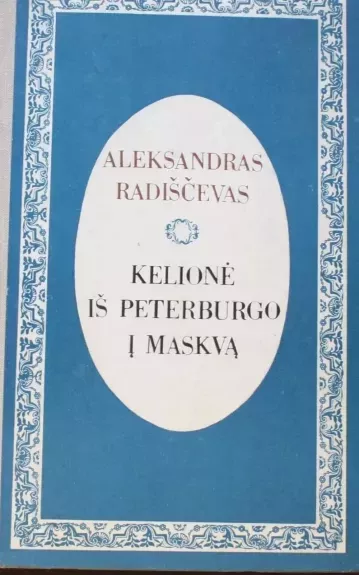 ALEKSANDRAS
RADIŠČEVAS
KELIONĖ
IŠ PETERBURGO
Į MASKVĄ